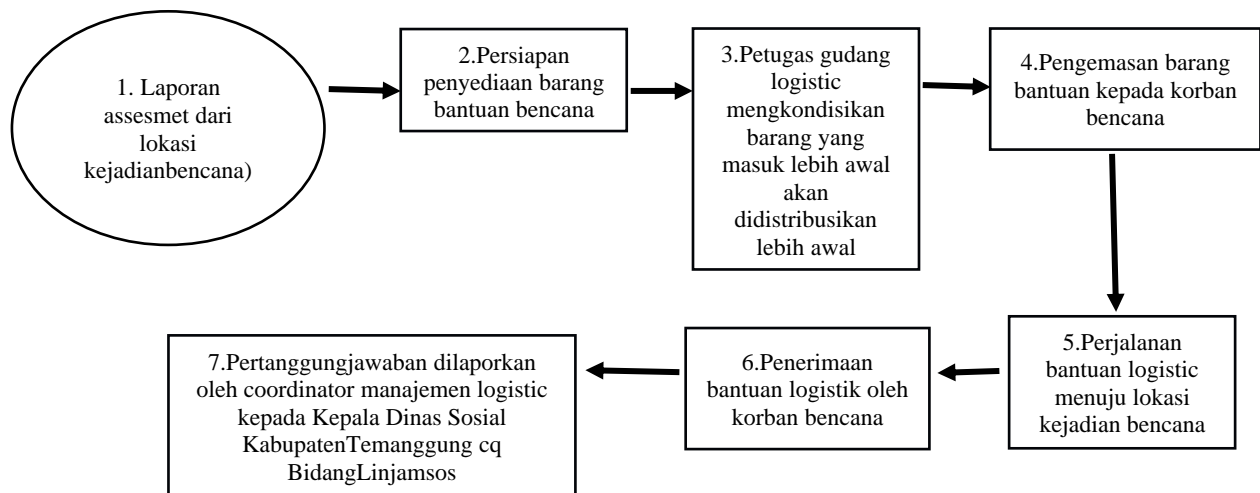 1. Laporan
assesmet dari
lokasi
kejadianbencana)
2.Persiapan
penyediaan barang
bantuan bencana
3.Petugas gudang
logistic
mengkondisikan
barang yang
masuk lebih awal
akan
didistribusikan
lebih awal
4.Pengemasan barang
bantuan kepada korban
bencana
5.Perjalanan
bantuan logistic
menuju lokasi
kejadian bencana
6.Penerimaan
bantuan logistik oleh
korban bencana
7.Pertanggungjawaban dilaporkan
oleh coordinator manajemen logistic
kepada Kepala Dinas Sosial
KabupatenTemanggung cq
BidangLinjamsos